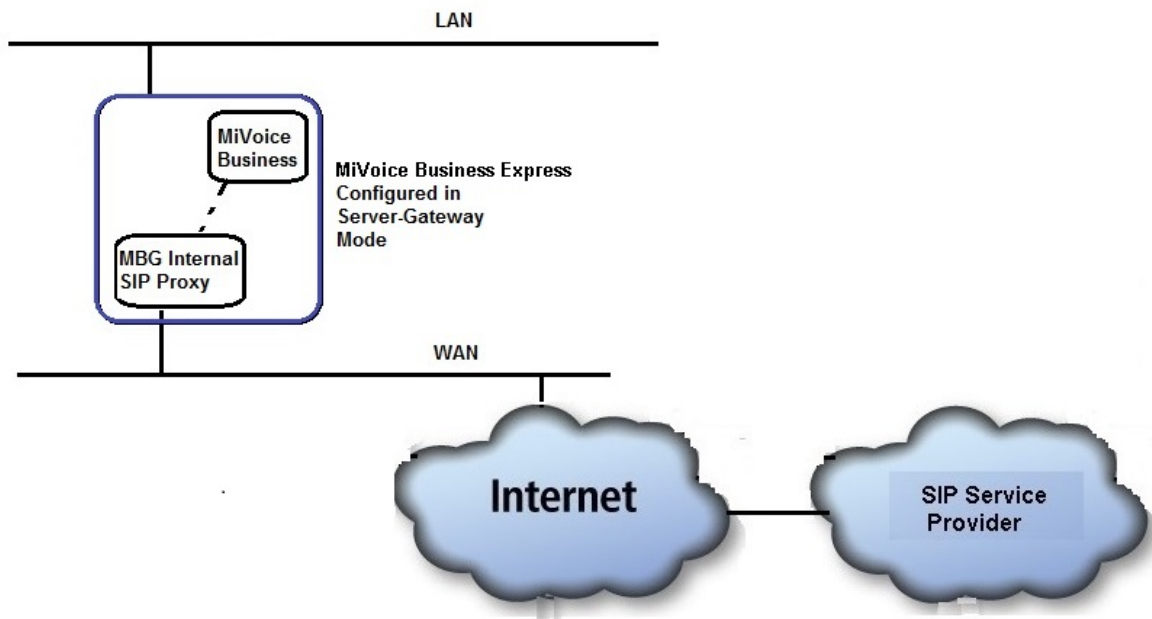 LAN
MiVoice
Business
MiVoice Business Express
Configured in
Server-Gateway
Mode
MBG Internal
SIP Proxy
WAN
Internet
SIP Service
Provider